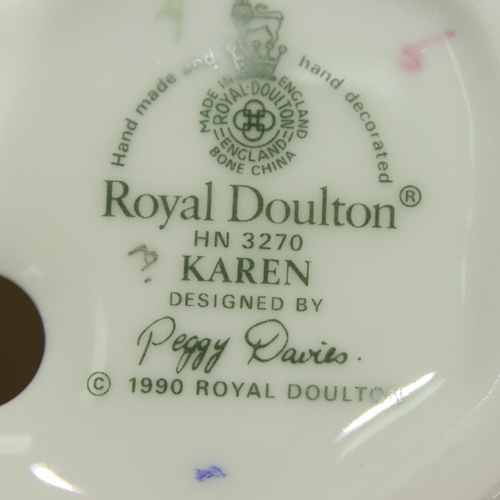 Hand made and hand decorated
MADE IN ENGLAND
ROYAL·DOULTON
ENGLAND
BONE CHINA
Royal Doulton®
HN 3270
KAREN
DESIGNED BY
Peggy Davies.
© 1990 ROYAL DOULTON